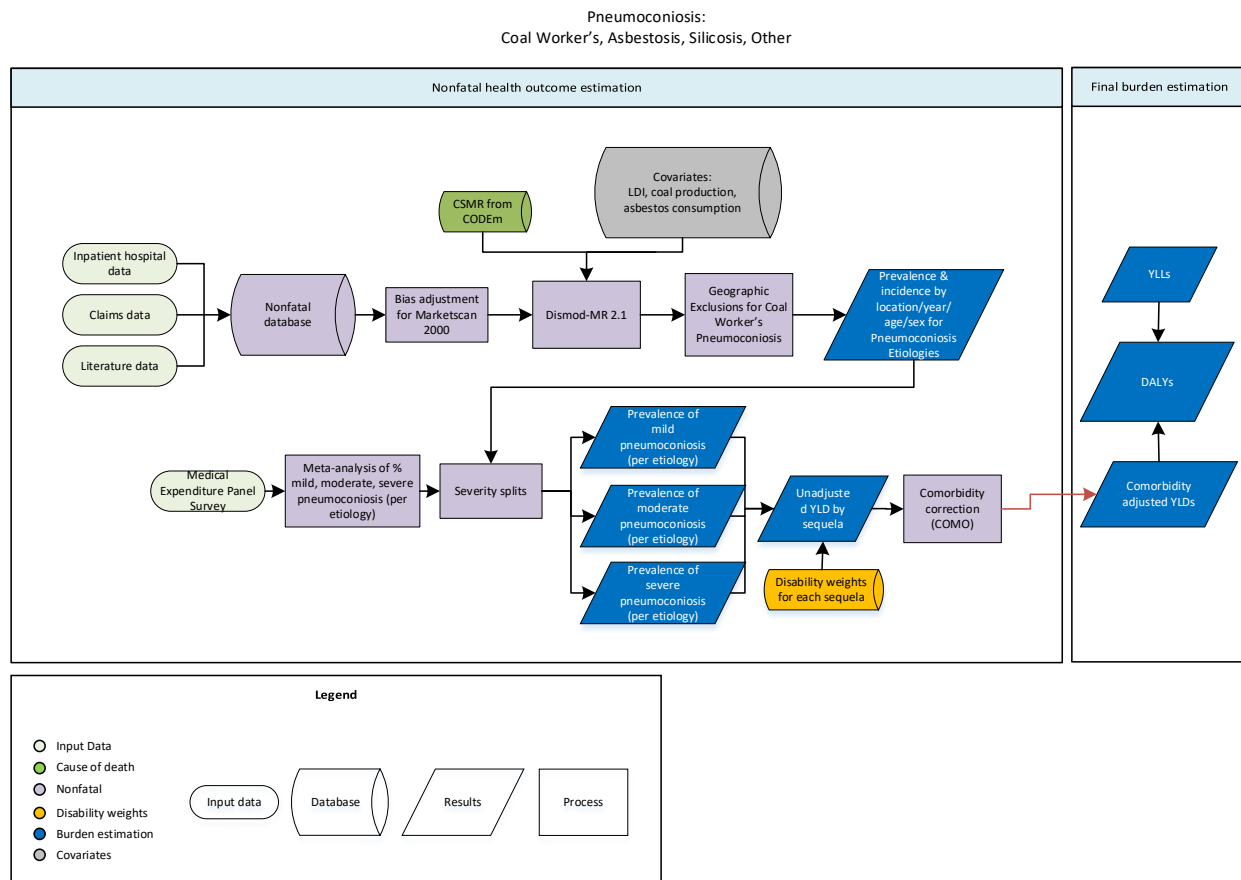 Pneumoconiosis:
Coal Worker's, Asbestosis, Silicosis, Other
Nonfatal health outcome estimation
Final burden estimation
Covariates:
LDI, coal production,
asbestos consumption
CSMR from
CODEm
Inpatient hospital
data
Claims data
Literature data
Nonfatal
database
Bias adjustment
for Marketscan
2000
Dismod-MR 2.1
Geographic
Exclusions for Coal
Worker's
Pneumoconiosis
Prevalence &
incidence by
location/year/
age/sex for
Pneumoconiosis
Etiologies
YLLs
DALYs
Comorbidity
adjusted YLDs
Medical
Expenditure Panel
Survey
Meta-analysis of %
mild, moderate, severe
pneumoconiosis (per
etiology)
Severity splits
Prevalence of
mild
pneumoconiosis
(per etiology)
Prevalence of
moderate
pneumoconiosis
(per etiology)
Prevalence of
severe
pneumoconiosis
(per etiology)
Unadjuste
d YLD by
sequela
Disability weights
for each sequela
Comorbidity
correction
(COMO)
Legend
Input Data
Cause of death
Nonfatal
Disability weights
Burden estimation
Covariates
Input data
Database
Results
Process